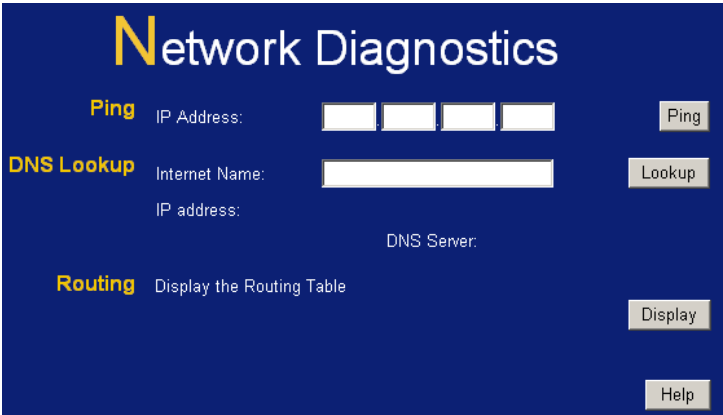 Network Diagnostics
Ping IP Address: . . . Ping
DNS Lookup Internet Name: Lookup
IP address:
DNS Server:
Routing Display the Routing Table
Display
Help